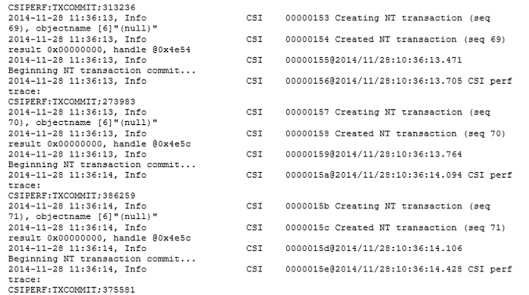 CSIPERF:TXCOMMIT;313236
2014-11-28 11:36:13, Info                  CSI    00000153 Creating NT transaction (seq
69), objectname [6]"(null)"
2014-11-28 11:36:13, Info                  CSI    00000154 Created NT transaction (seq 69)
result 0x00000000, handle @0x4e54
2014-11-28 11:36:13, Info                  CSI    00000155@2014/11/28:10:36:13.471
Beginning NT transaction commit...
2014-11-28 11:36:13, Info                  CSI    00000156@2014/11/28:10:36:13.705 CSI perf
trace:
CSIPERF:TXCOMMIT;273983
2014-11-28 11:36:13, Info                  CSI    00000157 Creating NT transaction (seq
70), objectname [6]"(null)"
2014-11-28 11:36:13, Info                  CSI    00000158 Created NT transaction (seq 70)
result 0x00000000, handle @0x4e5c
2014-11-28 11:36:13, Info                  CSI    00000159@2014/11/28:10:36:13.764
Beginning NT transaction commit...
2014-11-28 11:36:14, Info                  CSI    0000015a@2014/11/28:10:36:14.094 CSI perf
trace:
CSIPERF:TXCOMMIT;386259
2014-11-28 11:36:14, Info                  CSI    0000015b Creating NT transaction (seq
71), objectname [6]"(null)"
2014-11-28 11:36:14, Info                  CSI    0000015c Created NT transaction (seq 71)
result 0x00000000, handle @0x4e5c
2014-11-28 11:36:14, Info                  CSI    0000015d@2014/11/28:10:36:14.106
Beginning NT transaction commit...
2014-11-28 11:36:14, Info                  CSI    0000015e@2014/11/28:10:36:14.428 CSI perf
trace:
CSIPERF:TXCOMMIT;375581